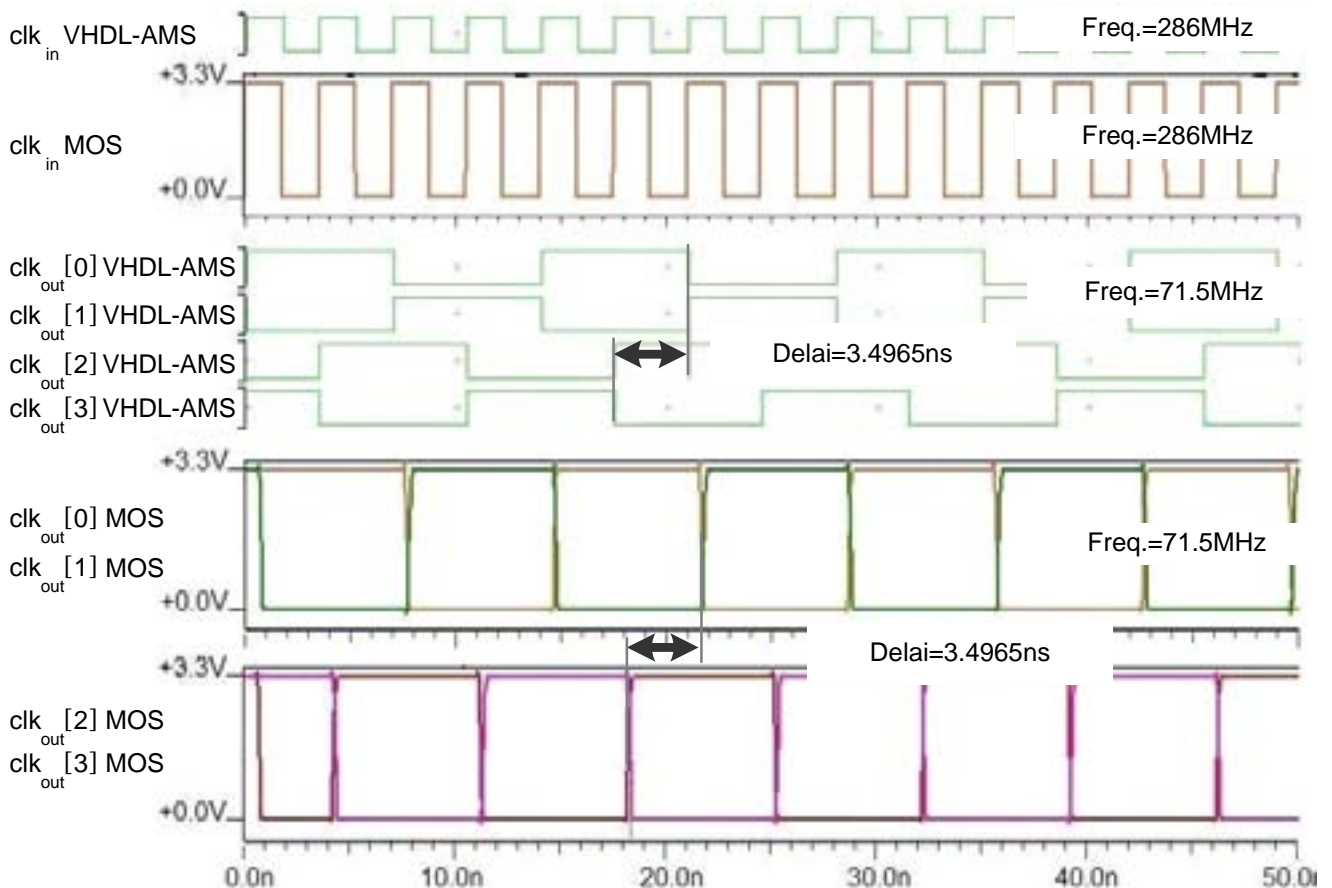 clk in VHDL-AMS
Freq.=286MHz
+3.3V
clk in MOS
Freq.=286MHz
+0.0V
clk out [0] VHDL-AMS
clk out [1] VHDL-AMS
Freq.=71.5MHz
clk out [2] VHDL-AMS
Delai=3.4965ns
clk out [3] VHDL-AMS
+3.3V
clk out [0] MOS
clk out [1] MOS
Freq.=71.5MHz
+0.0V
Delai=3.4965ns
+3.3V
clk out [2] MOS
clk out [3] MOS
+0.0V
0.0n 10.0n 20.0n 30.0n 40.0n 50.0